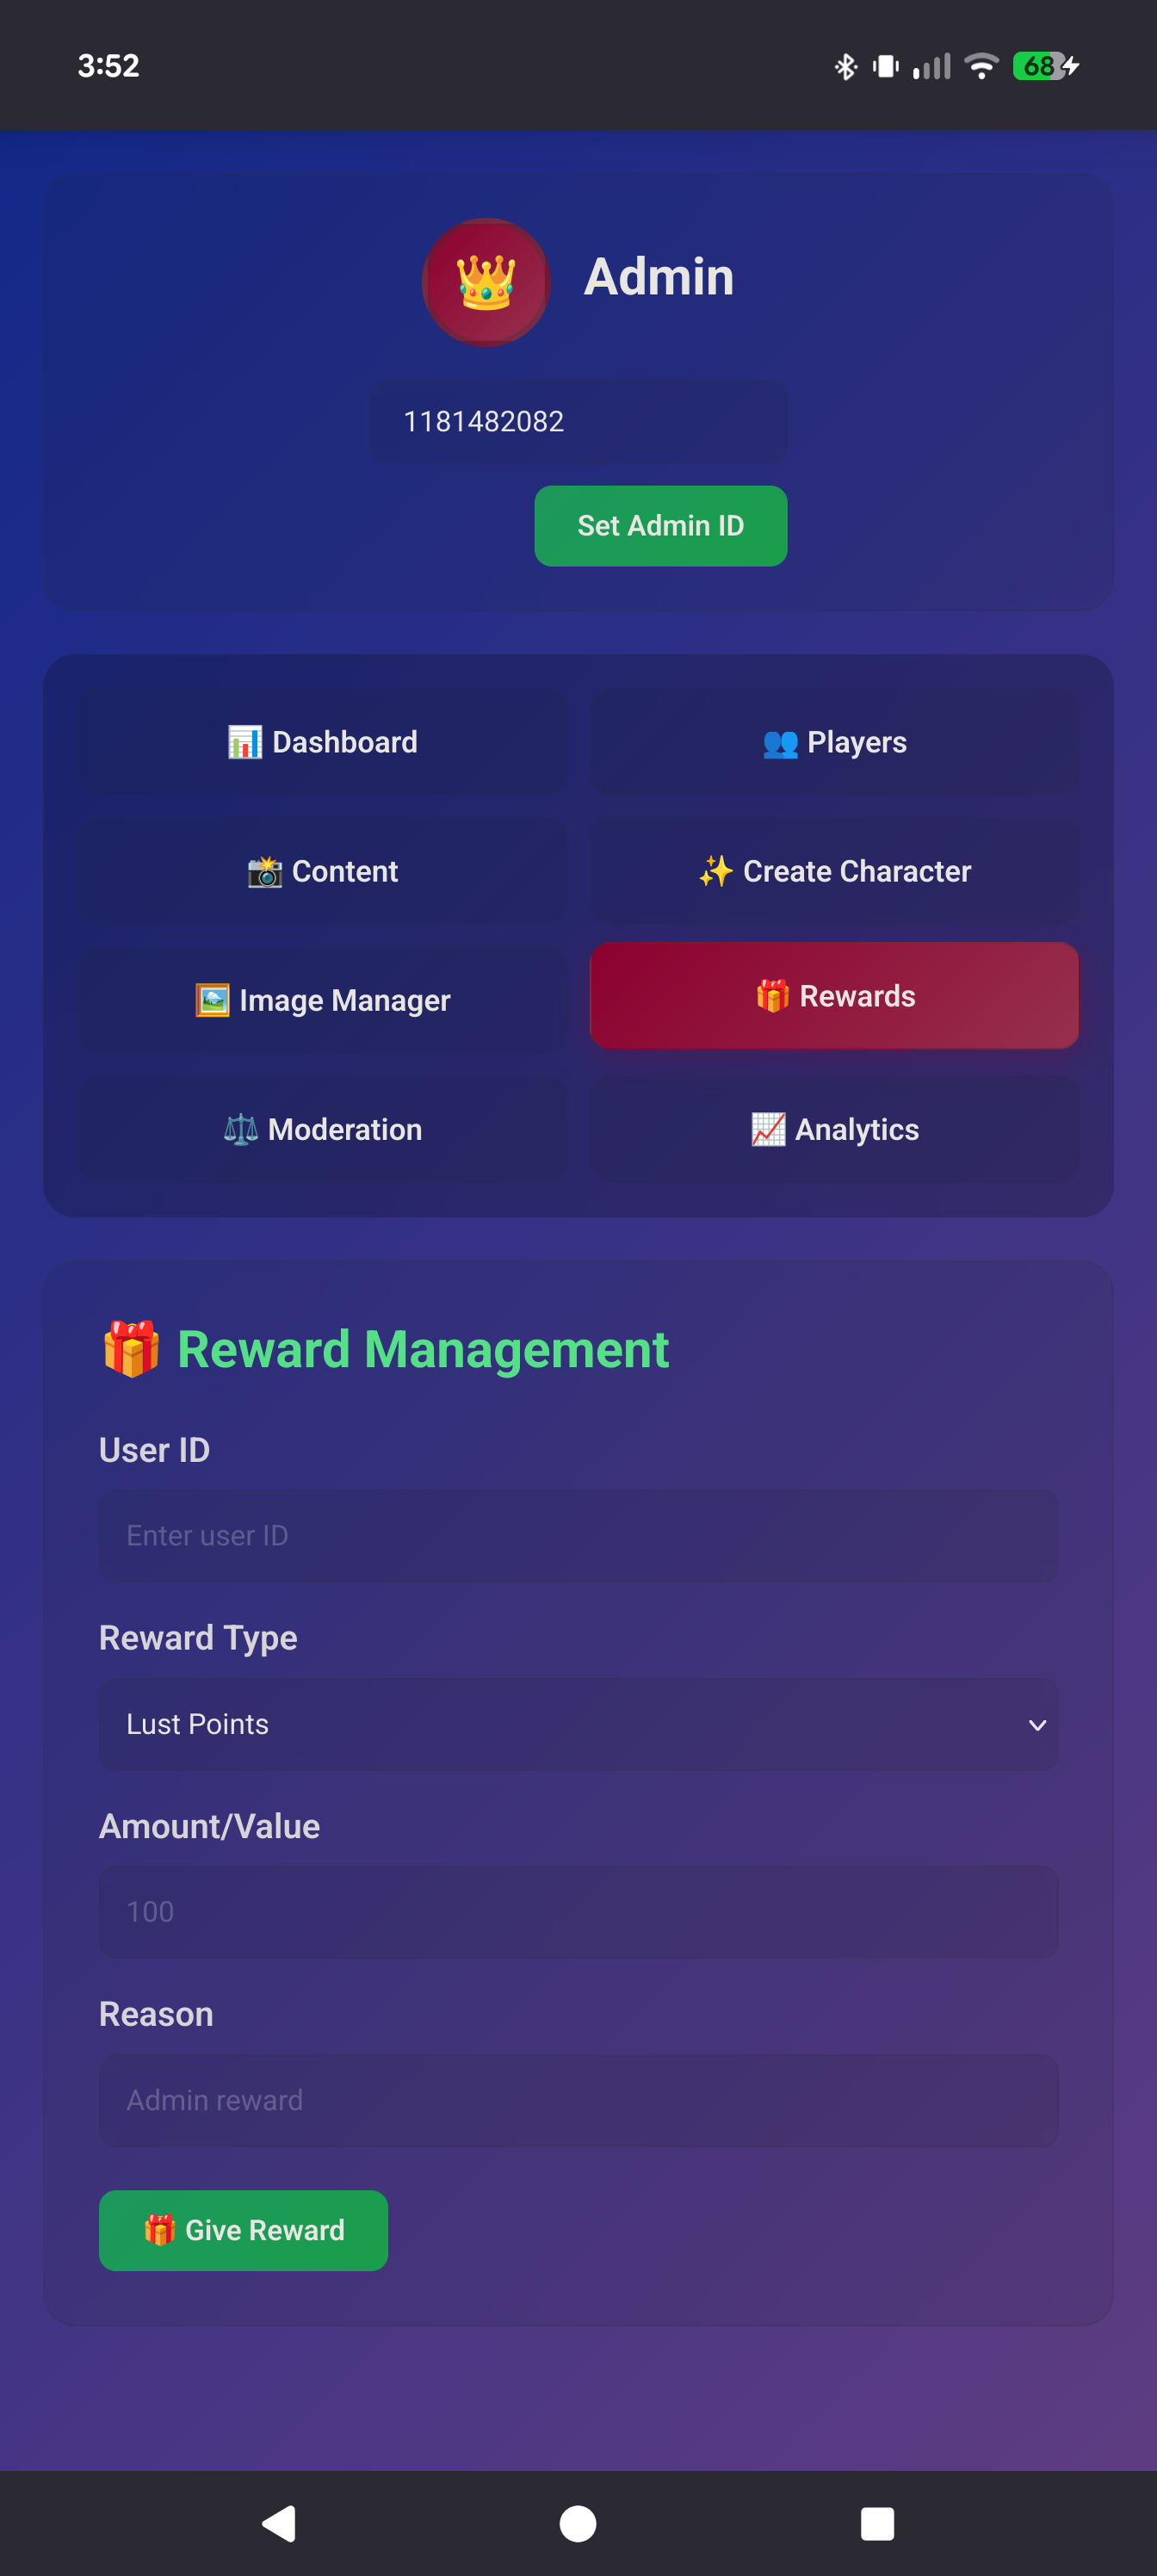 3:52
68
Admin
1181482082
Set Admin ID
Dashboard
Players
Content
Create Character
Image Manager
Rewards
Moderation
Analytics
Reward Management
User ID
Enter user ID
Reward Type
Lust Points
Amount/Value
100
Reason
Admin reward
Give Reward